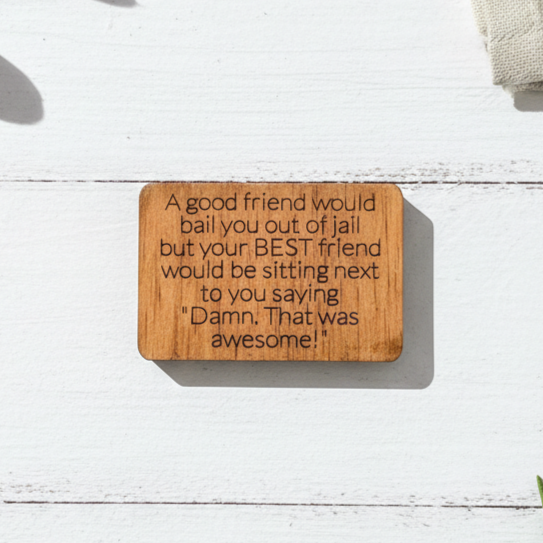 A good friend would
bail you out of jail
but your BEST friend
would be sitting next
to you saying
"Damn. That was
awesome!"